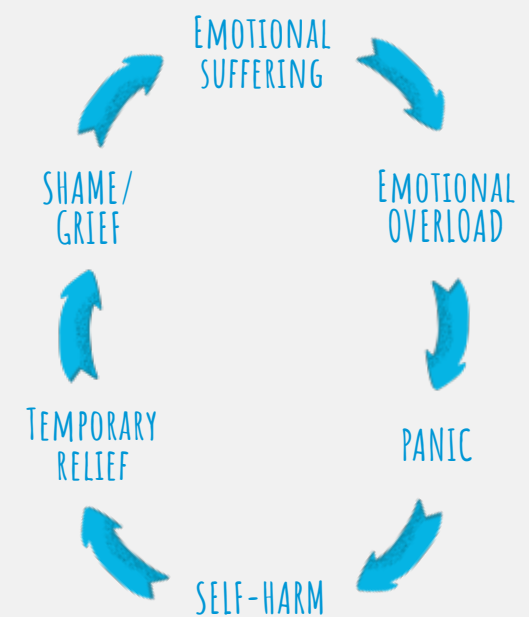 Emotional
suffering
Emotional
overload
Panic
Self-harm
Temporary
relief
Shame/
Grief